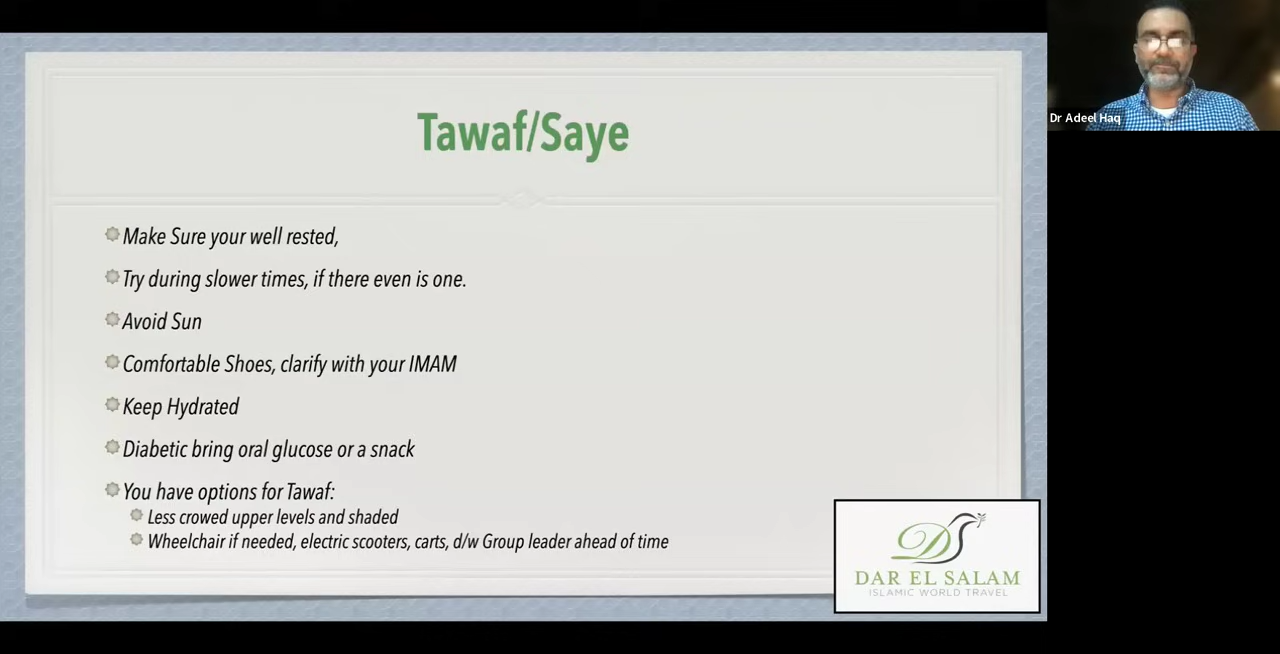 Tawaf/Saye
Make Sure your well rested,
Try during slower times, if there even is one.
Avoid Sun
Comfortable Shoes, clarify with your IMAM
Keep Hydrated
Diabetic bring oral glucose or a snack
You have options for Tawaf:
Less crowed upper levels and shaded
Wheelchair if needed, electric scooters, carts, d/w Group leader ahead of time
DAR EL SALAM
ISLAMIC WORLD TRAVEL
Dr Adeel Haq